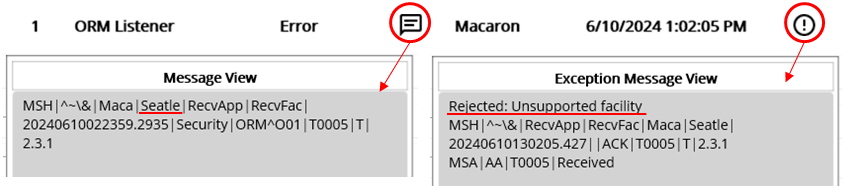 1 ORM Listener Error Macaron 6/10/2024 1:02:05 PM
Message View
MSH|^~\&|Maca|Seatle|RecvApp|RecvFac|
20240610022359.2935|Security|ORM^O01|T0005|T|
2.3.1
Exception Message View
Rejected: Unsupported facility
MSH|^~\&|RecvApp|RecvFac|Maca|Seatle|
20240610130205.427||ACK|T0005|T|2.3.1
MSA|AA|T0005|Received